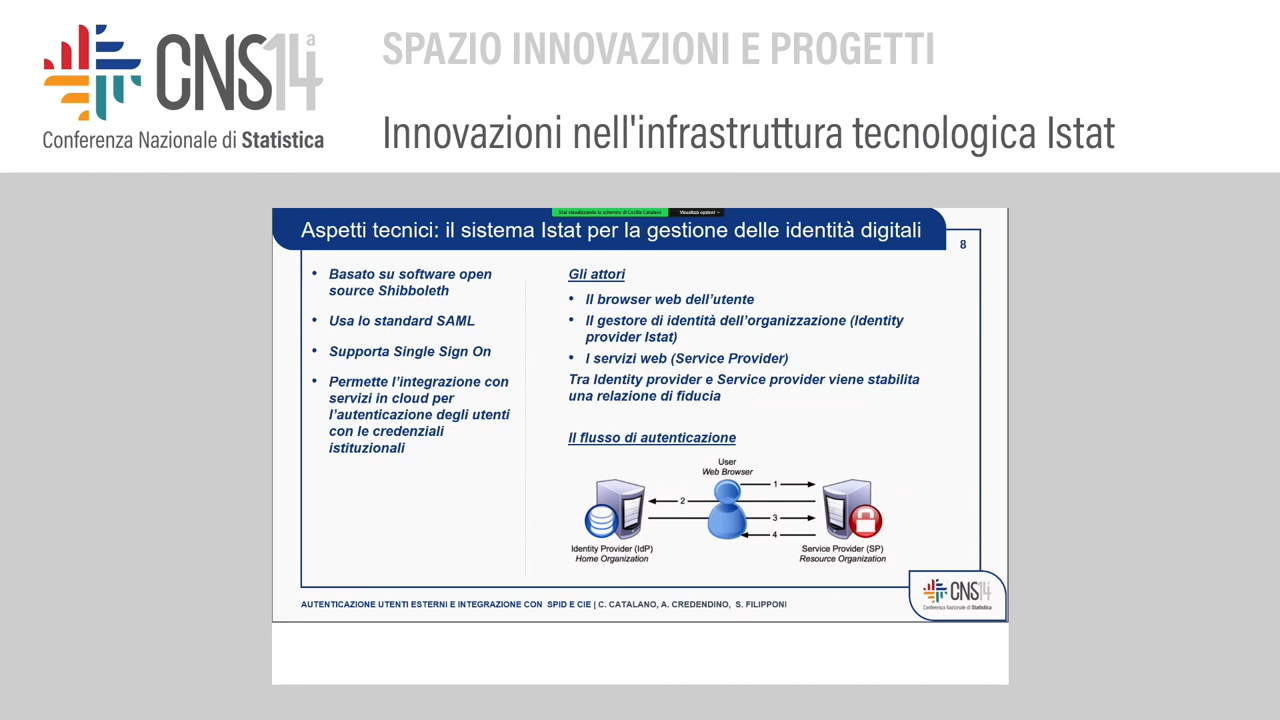 CNS14ª
Conferenza Nazionale di Statistica
SPAZIO INNOVAZIONI E PROGETTI
Innovazioni nell'infrastruttura tecnologica Istat
Stai visualizzando lo schermo di Cecilia Catalano
Visualizza opzioni
Aspetti tecnici: il sistema Istat per la gestione delle identità digitali
8
• Basato su software open
source Shibboleth
• Usa lo standard SAML
• Supporta Single Sign On
• Permette l'integrazione con
servizi in cloud per
l'autenticazione degli utenti
con le credenziali
istituzionali
Gli attori
• Il browser web dell'utente
• Il gestore di identità dell'organizzazione (Identity
provider Istat)
• I servizi web (Service Provider)
Tra Identity provider e Service provider viene stabilita
una relazione di fiducia
Il flusso di autenticazione
User
Web Browser
1
2
3
4
Identity Provider (IdP)
Home Organization
Service Provider (SP)
Resource Organization
AUTENTICAZIONE UTENTI ESTERNI E INTEGRAZIONE CON SPID E CIE | C. CATALANO, A. CREDENDINO, S. FILIPPONI
CNS14
Conferenza Nazionale di Statistica